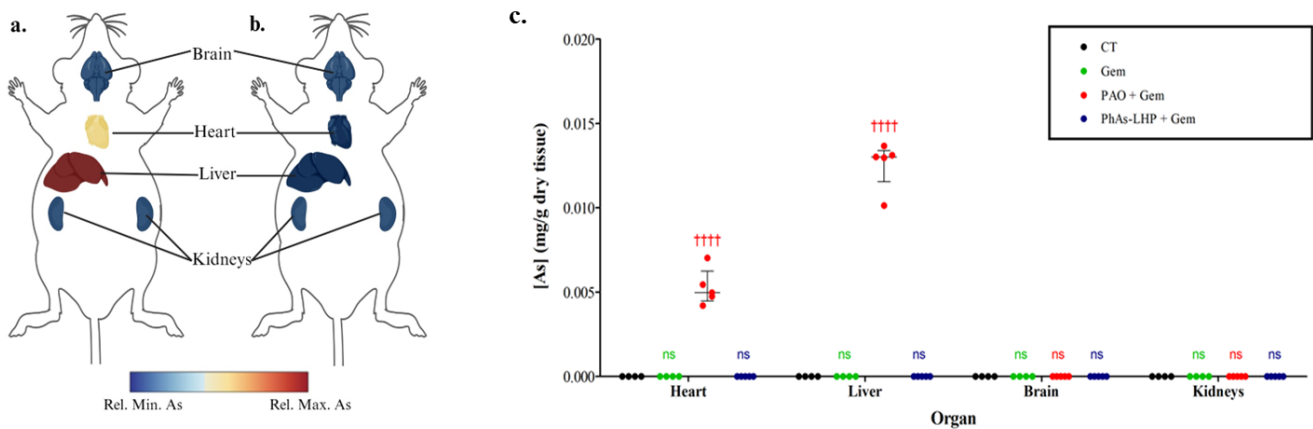 a.
b.
Brain
Heart
Liver
Kidneys
Rel. Min. As
Rel. Max. As
c.
[As] (mg/g dry tissue)
0.020
0.015
0.010
0.005
0.000
CT
Gem
PAO + Gem
PhAs-LHP + Gem
††††
††††
ns
ns
ns
ns
ns
ns
ns
ns
ns
ns
Heart
Liver
Brain
Kidneys
Organ